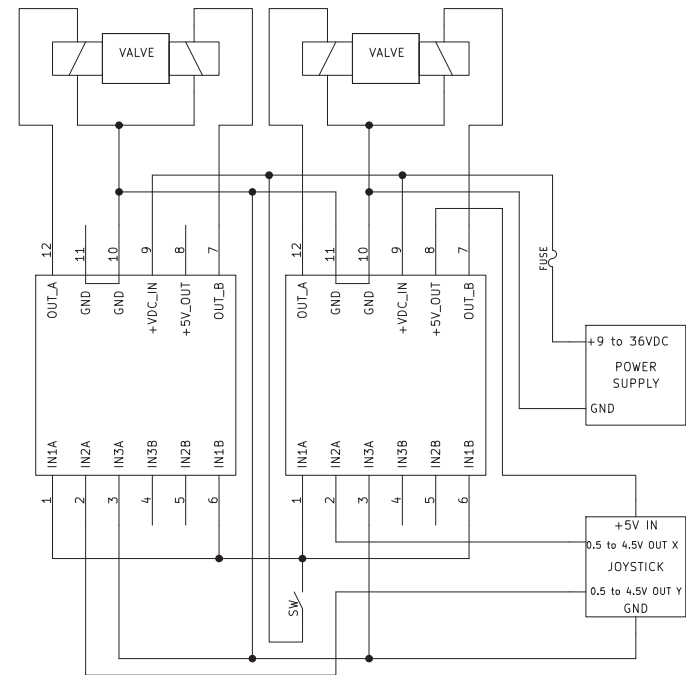 VALVE
VALVE
12
11
10
9
8
7
12
11
10
9
8
7
FUSE
OUT_A
GND
GND
+VDC_IN
+5V_OUT
OUT_B
OUT_A
GND
GND
+VDC_IN
+5V_OUT
OUT_B
+9 to 36VDC
POWER
SUPPLY
GND
IN1A
IN2A
IN3A
IN3B
IN2B
IN1B
IN1A
IN2A
IN3A
IN3B
IN2B
IN1B
1
2
3
4
5
6
1
2
3
4
5
6
+5V IN
0.5 to 4.5V OUT X
JOYSTICK
0.5 to 4.5V OUT Y
GND
SW